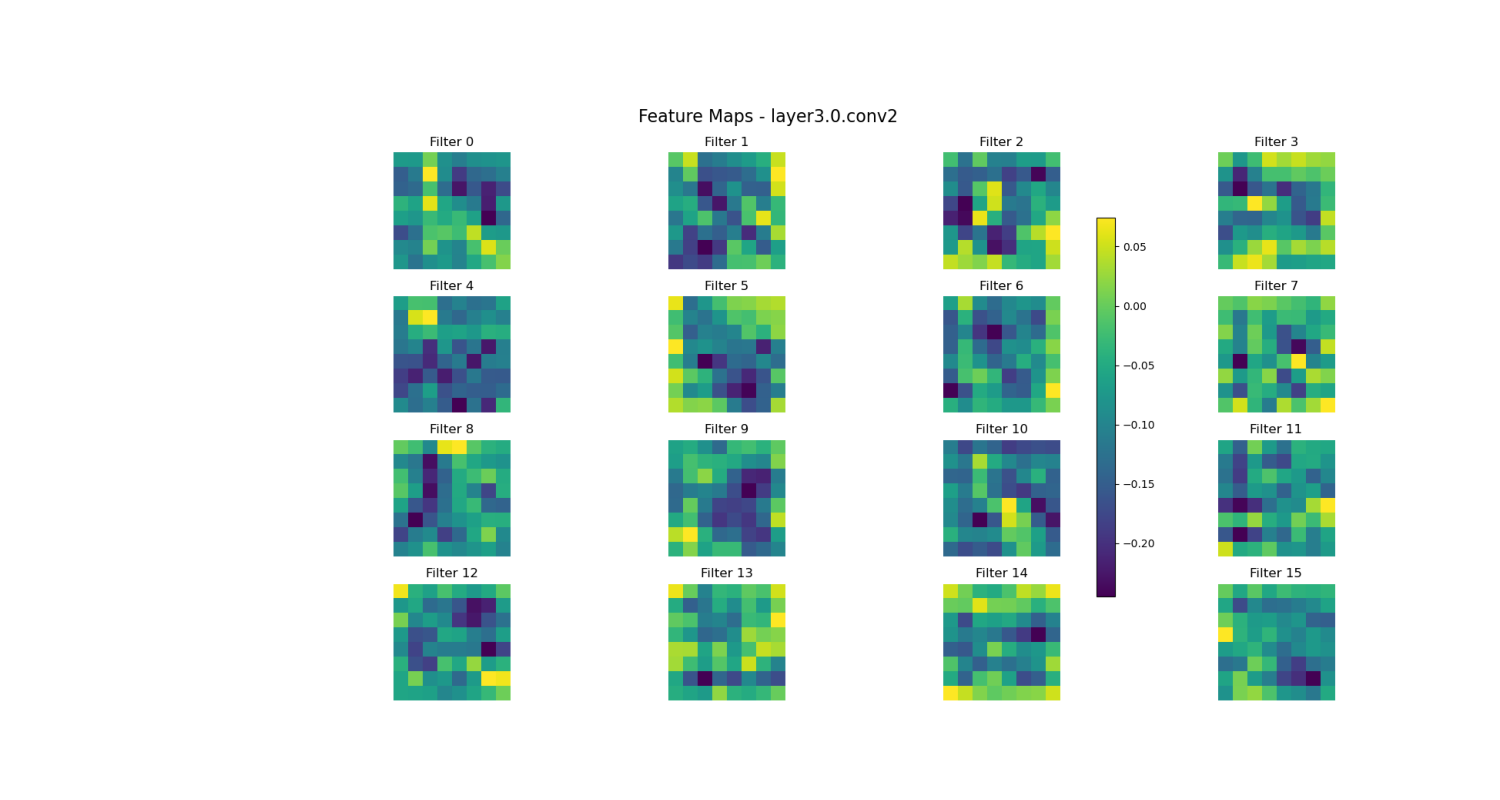 Feature Maps - layer3.0.conv2
Filter 0
Filter 1
Filter 2
Filter 3
Filter 4
Filter 5
Filter 6
Filter 7
Filter 8
Filter 9
Filter 10
Filter 11
Filter 12
Filter 13
Filter 14
Filter 15
0.05
0.00
−0.05
−0.10
−0.15
−0.20